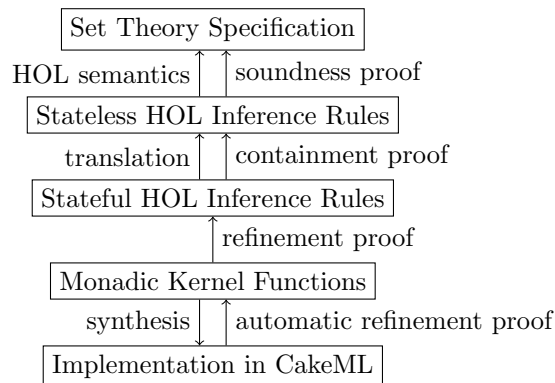 Set Theory Specification
HOL semantics soundness proof
Stateless HOL Inference Rules
translation containment proof
Stateful HOL Inference Rules
refinement proof
Monadic Kernel Functions
synthesis automatic refinement proof
Implementation in CakeML